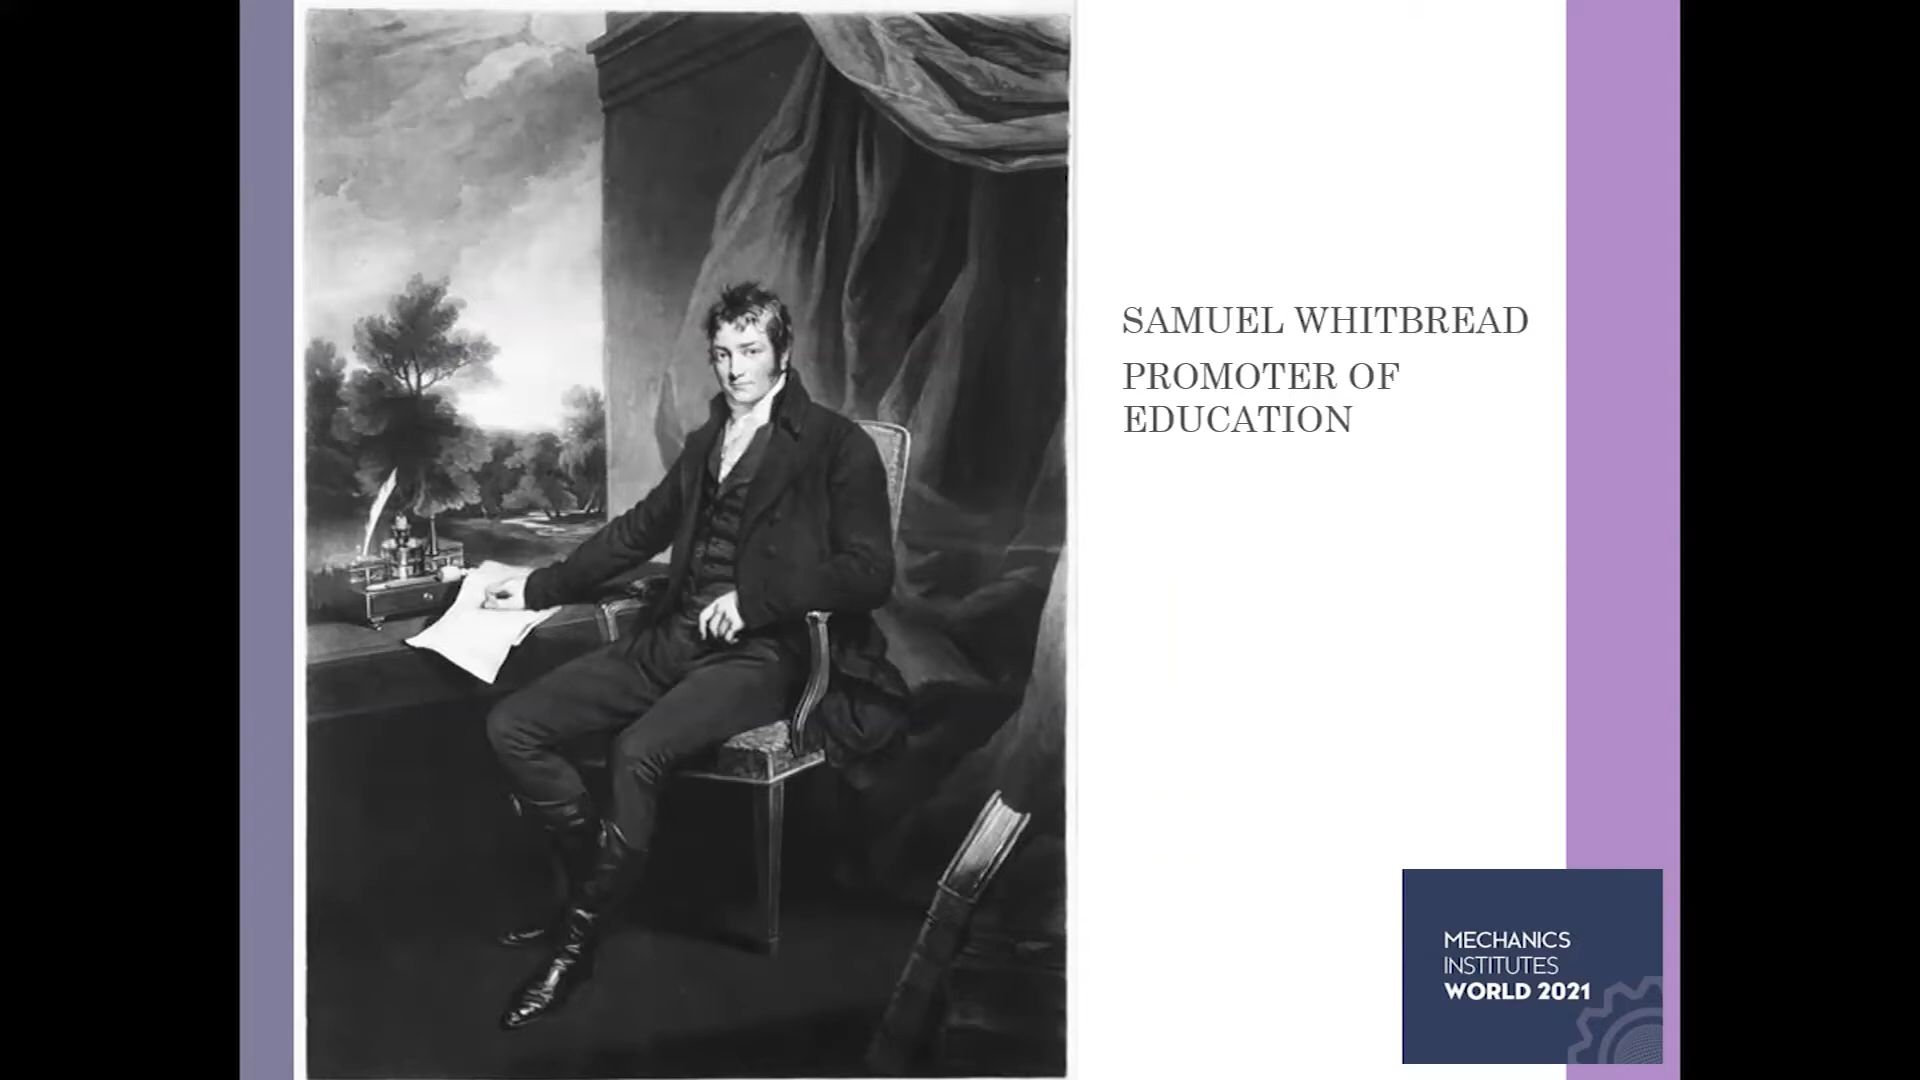 SAMUEL WHITBREAD
PROMOTER OF
EDUCATION
MECHANICS
INSTITUTES
WORLD 2021